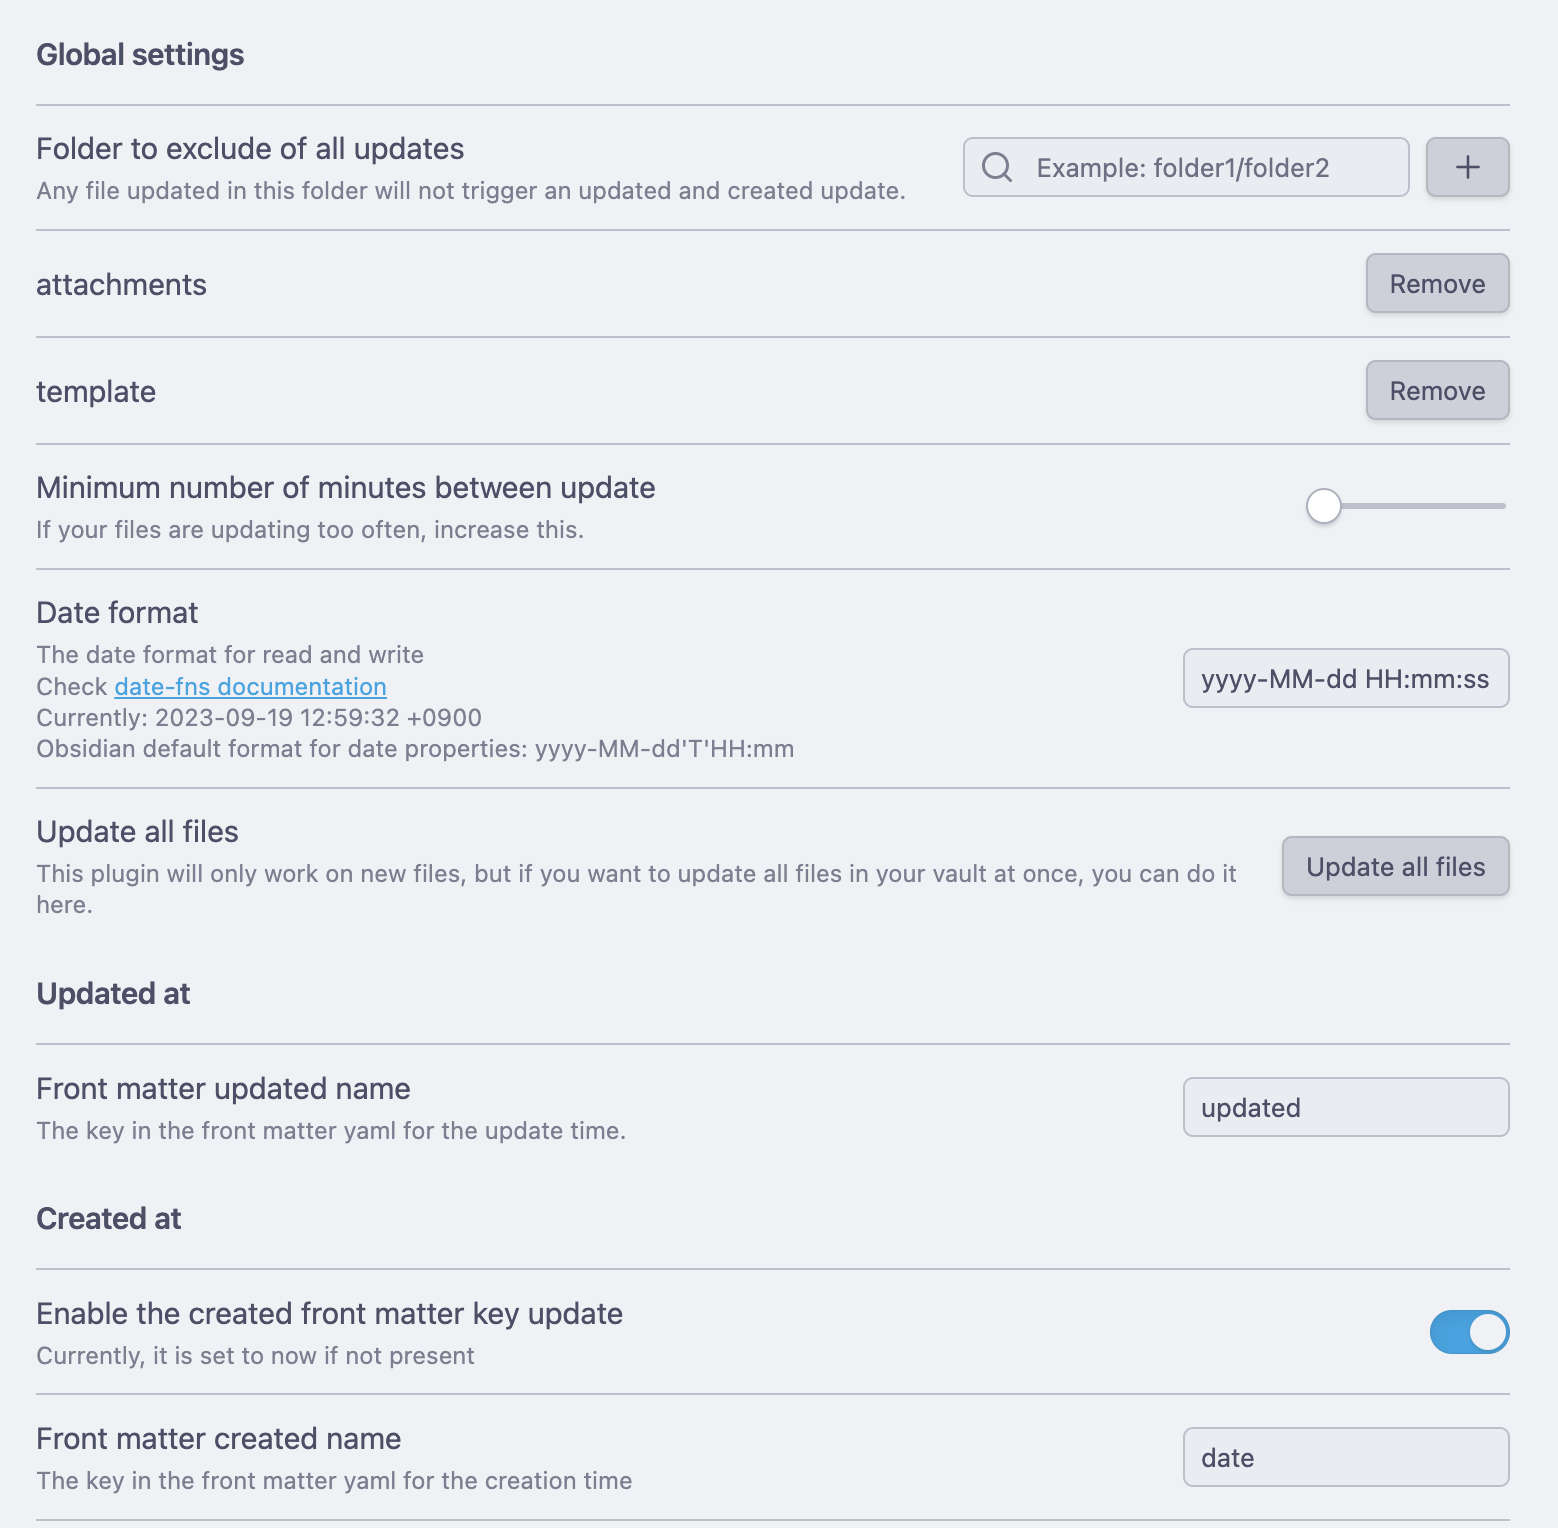 Global settings
Folder to exclude of all updates
Any file updated in this folder will not trigger an updated and created update.
Example: folder1/folder2
+
attachments
Remove
template
Remove
Minimum number of minutes between update
If your files are updating too often, increase this.
Date format
The date format for read and write
Check date-fns documentation
Currently: 2023-09-19 12:59:32 +0900
Obsidian default format for date properties: yyyy-MM-dd'T'HH:mm
yyyy-MM-dd HH:mm:ss
Update all files
This plugin will only work on new files, but if you want to update all files in your vault at once, you can do it
here.
Update all files
Updated at
Front matter updated name
The key in the front matter yaml for the update time.
updated
Created at
Enable the created front matter key update
Currently, it is set to now if not present
Front matter created name
The key in the front matter yaml for the creation time
date